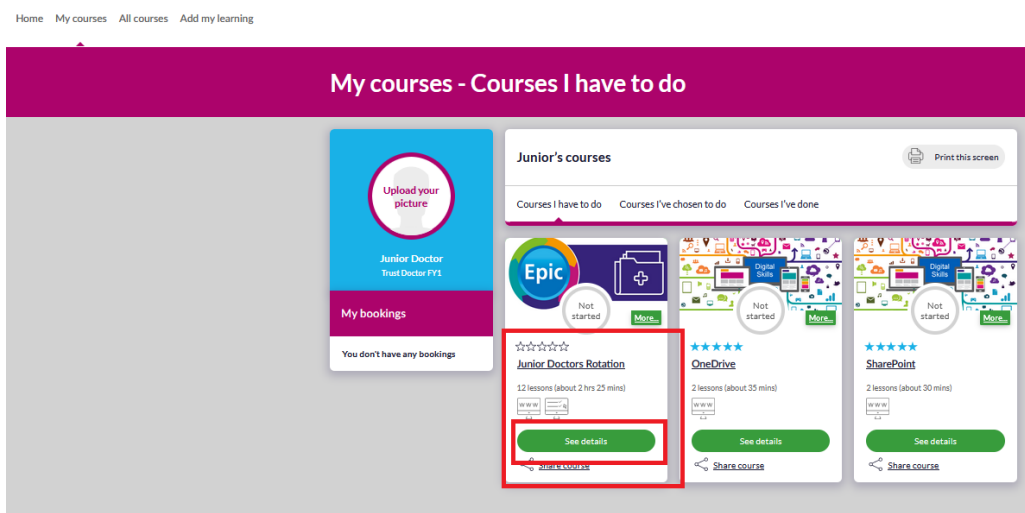 Home My courses All courses Add my learning
My courses - Courses I have to do
Upload your
picture
Junior Doctor
Trust Doctor FY1
My bookings
You don't have any bookings
Junior's courses
Print this screen
Courses I have to do Courses I've chosen to do Courses I've done
Epic
Not
started
More...
Junior Doctors Rotation
12 lessons (about 2 hrs 25 mins)
www
See details
Share course
Digital
Skills
Not
started
More...
OneDrive
2 lessons (about 35 mins)
www
See details
Share course
Digital
Skills
Not
started
More...
SharePoint
2 lessons (about 30 mins)
www
See details
Share course